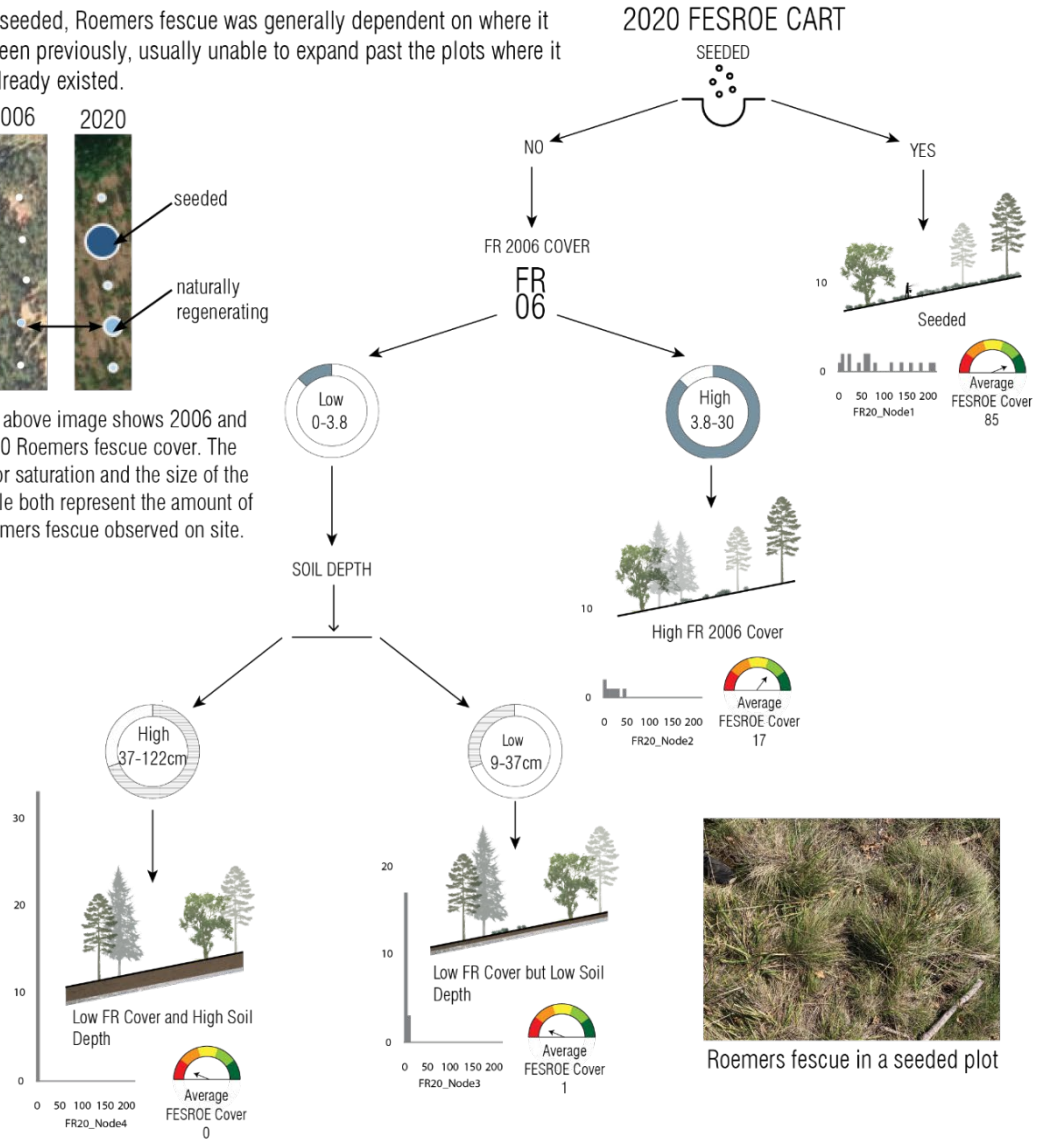 seeded, Roemers fescue was generally dependent on where it
een previously, usually unable to expand past the plots where it
lready existed.
006
2020
seeded
naturally
regenerating
above image shows 2006 and
0 Roemers fescue cover. The
or saturation and the size of the
le both represent the amount of
mers fescue observed on site.
2020 FESROE CART
SEEDED
NO
YES
FR 2006 COVER
FR
06
10
Seeded
0
0 50 100 150 200
FR20_Node1
Average
FESROE Cover
85
Low
0-3.8
High
3.8-30
SOIL DEPTH
10
High FR 2006 Cover
0
0 50 100 150 200
FR20_Node2
Average
FESROE Cover
17
High
37-122cm
Low
9-37cm
30
20
10
0
Low FR Cover and High Soil
Depth
0 50 100 150 200
FR20_Node4
Average
FESROE Cover
0
20
10
0
Low FR Cover but Low Soil
Depth
0 50 100 150 200
FR20_Node3
Average
FESROE Cover
1
Roemers fescue in a seeded plot